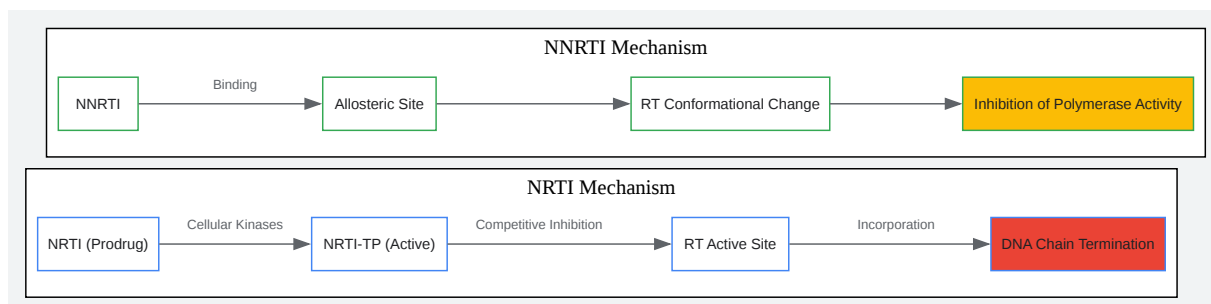 NNRTI Mechanism
NNRTI
Binding
Allosteric Site
RT Conformational Change
Inhibition of Polymerase Activity
NRTI Mechanism
NRTI (Prodrug)
Cellular Kinases
NRTI-TP (Active)
Competitive Inhibition
RT Active Site
Incorporation
DNA Chain Termination